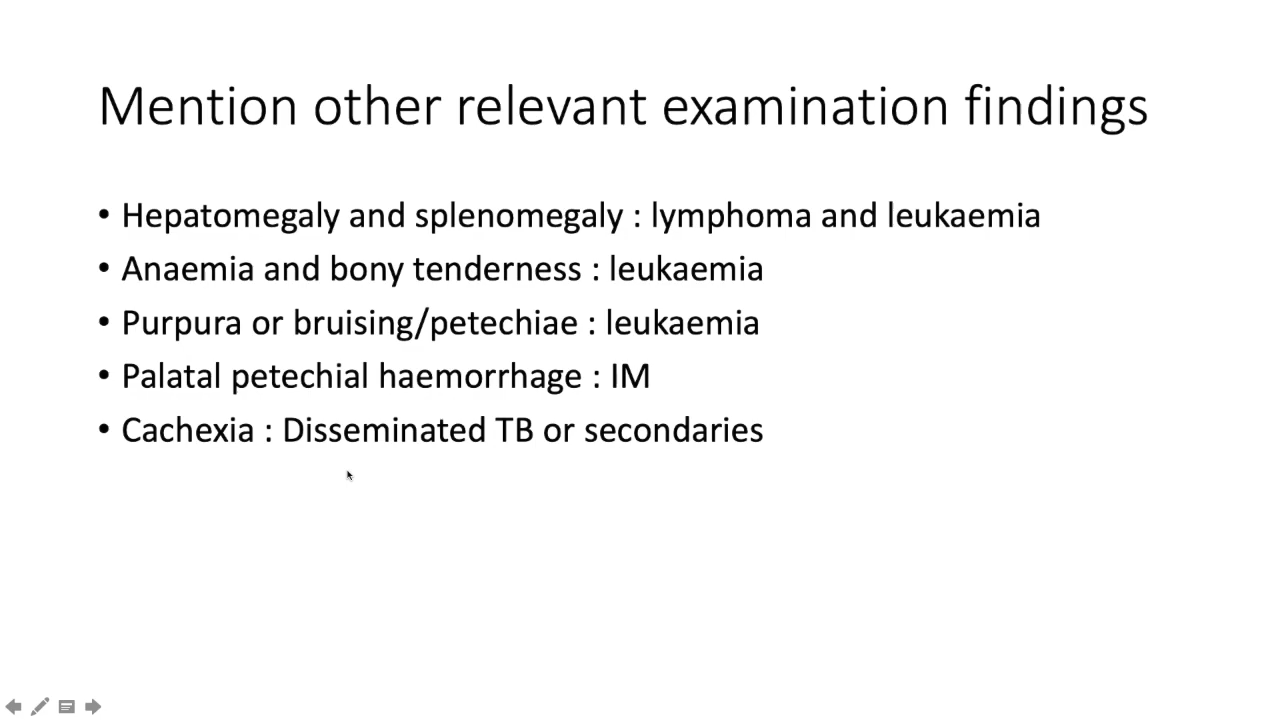 Mention other relevant examination findings
• Hepatomegaly and splenomegaly : lymphoma and leukaemia
• Anaemia and bony tenderness : leukaemia
• Purpura or bruising/petechiae : leukaemia
• Palatal petechial haemorrhage : IM
• Cachexia : Disseminated TB or secondaries